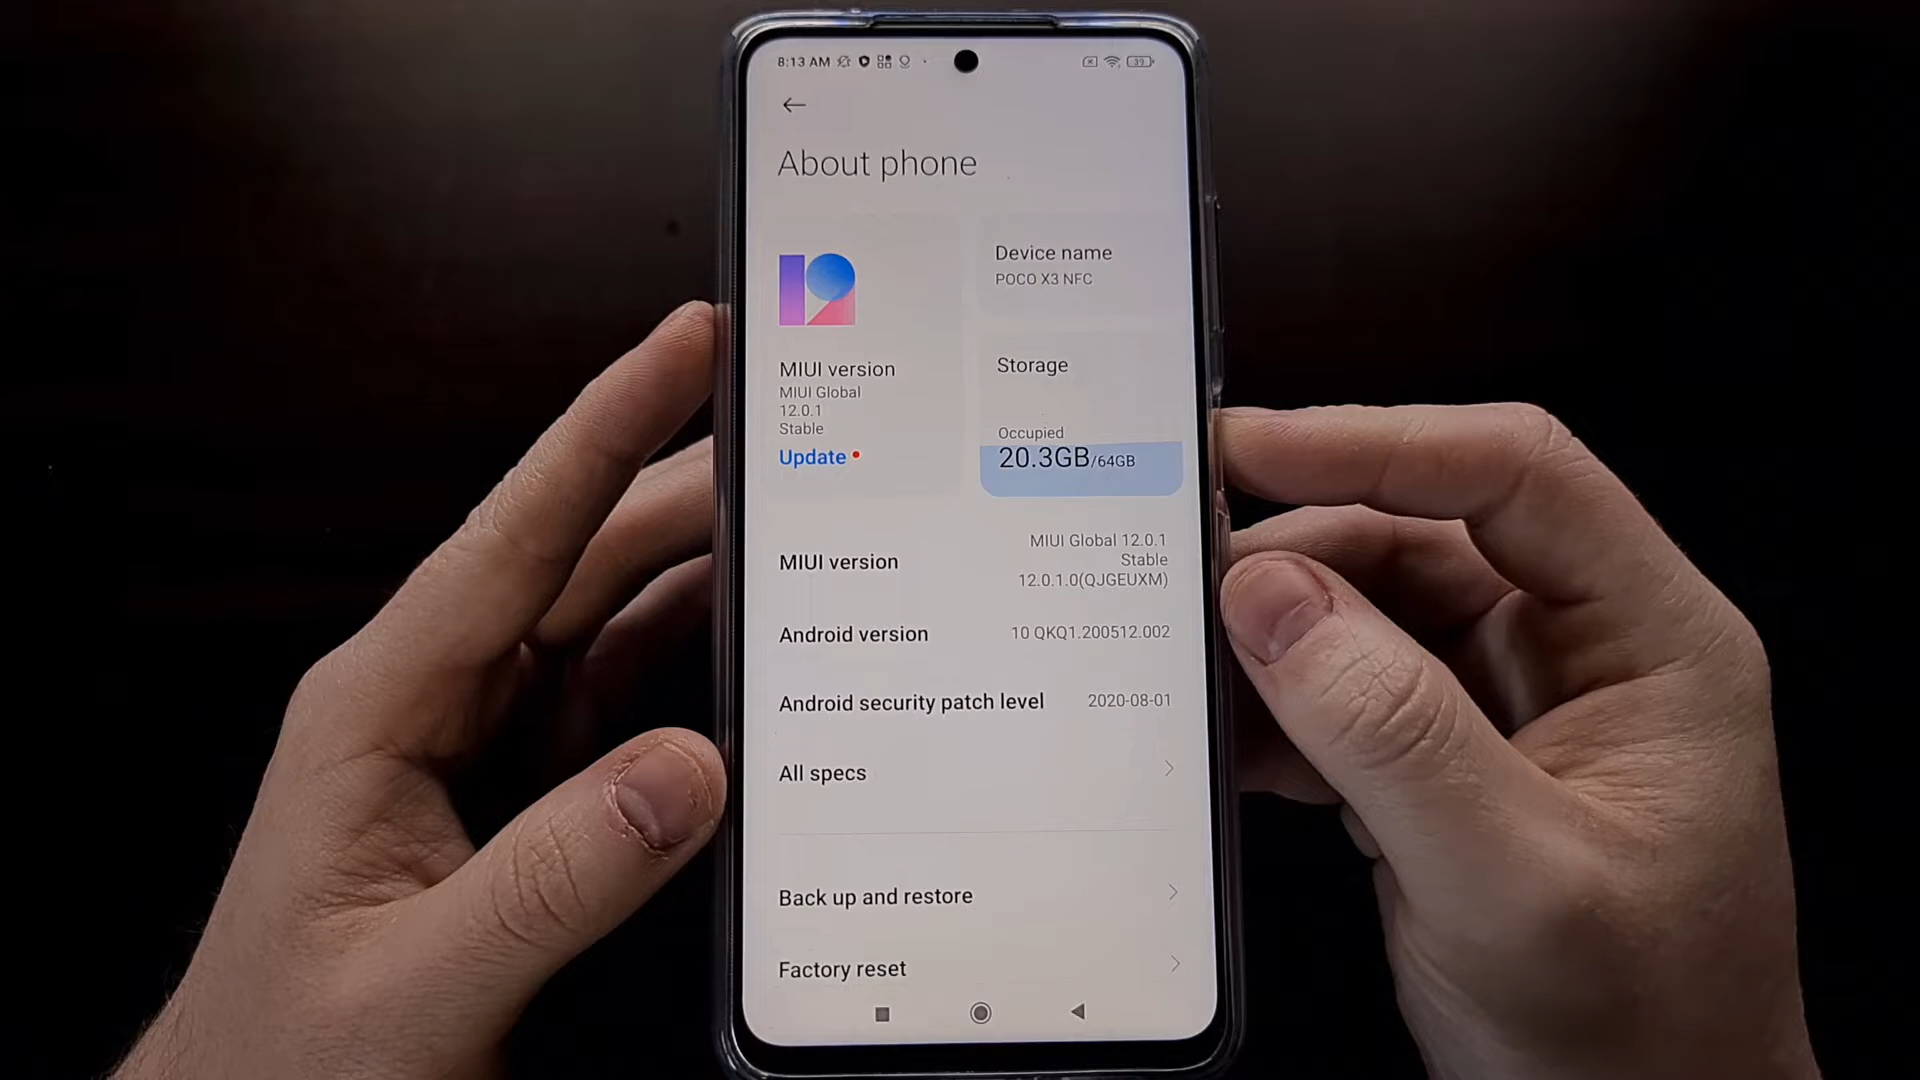 8:13 AM
39
About phone
Device name
POCO X3 NFC
MIUI version
MIUI Global
12.0.1
Stable
Update
Storage
Occupied
20.3GB/64GB
MIUI version
MIUI Global 12.0.1
Stable
12.0.1.0(QJGEUXM)
Android version
10 QKQ1.200512.002
Android security patch level
2020-08-01
All specs
Back up and restore
Factory reset